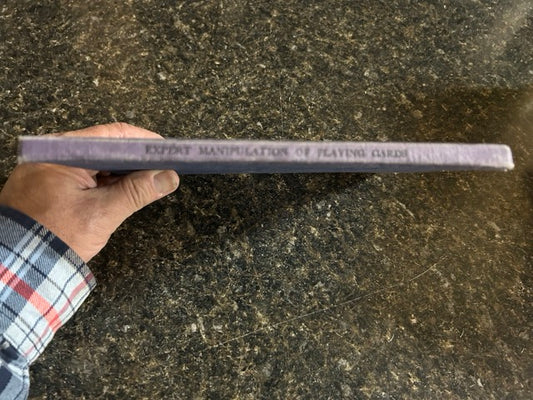 EXPERT MANIPULATION OF PLAYING CARDS